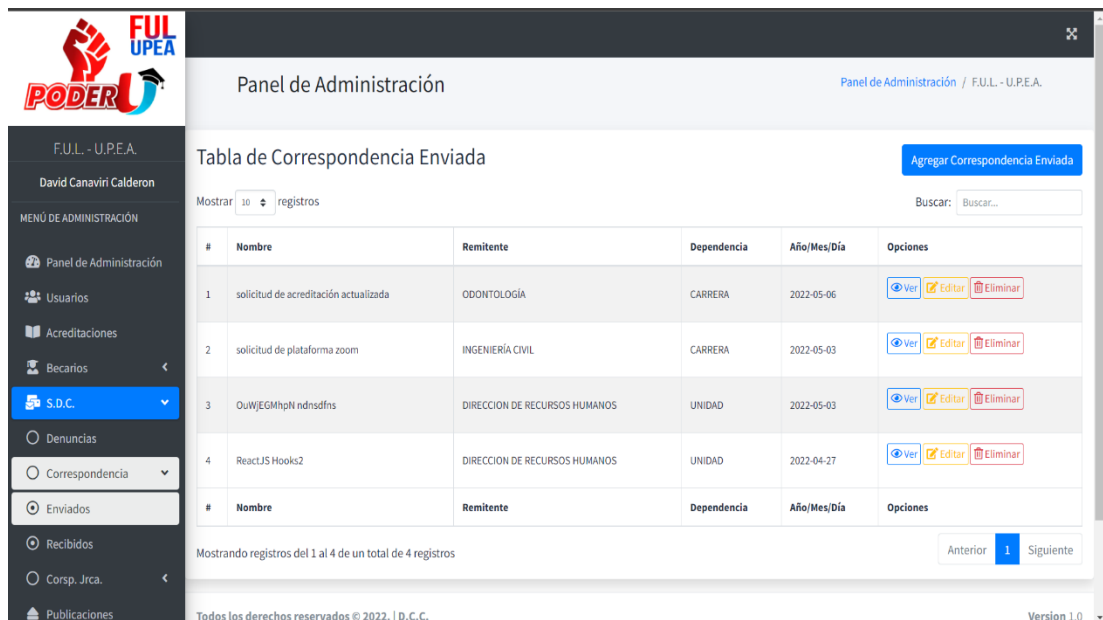 FUL
UPEA
PODER U
F.U.L. - U.P.E.A.
David Canaviri Calderon
MENÚ DE ADMINISTRACIÓN
Panel de Administración
Usuarios
Acreditaciones
Becarios
S.D.C.
Denuncias
Correspondencia
Enviados
Recibidos
Corsp. Jrca.
Publicaciones
Panel de Administración
Panel de Administración / F.U.L. - U.P.E.A.
Tabla de Correspondencia Enviada
Agregar Correspondencia Enviada
Mostrar 10 registros
Buscar: Buscar...
# Nombre Remitente Dependencia Año/Mes/Día Opciones
1 solicitud de acreditación actualizada ODONTOLOGÍA CARRERA 2022-05-06 Ver Editar Eliminar
2 solicitud de plataforma zoom INGENIERÍA CIVIL CARRERA 2022-05-03 Ver Editar Eliminar
3 OuWjEGMhpN ndnsdfns DIRECCION DE RECURSOS HUMANOS UNIDAD 2022-05-03 Ver Editar Eliminar
4 ReactJS Hooks2 DIRECCION DE RECURSOS HUMANOS UNIDAD 2022-04-27 Ver Editar Eliminar
# Nombre Remitente Dependencia Año/Mes/Día Opciones
Mostrando registros del 1 al 4 de un total de 4 registros
Anterior 1 Siguiente
Todos los derechos reservados © 2022. | D.C.C.
Version 1.0